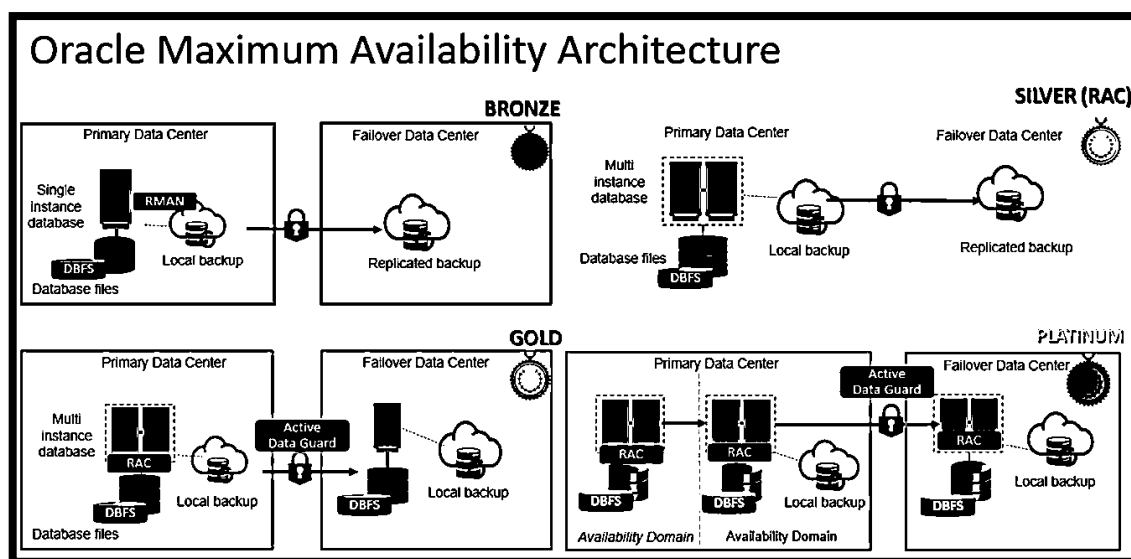 Oracle Maximum Availability Architecture
BRONZE
Primary Data Center
Failover Data Center
Single
instance
database
RMAN
Local backup
DBFS
Database files
Replicated backup
SILVER (RAC)
Primary Data Center
Failover Data Center
Multi
instance
database
Local backup
Replicated backup
Database files
DBFS
GOLD
Primary Data Center
Failover Data Center
Multi
instance
database
RAC
Local backup
DBFS
Database files
Active
Data Guard
DBFS
Local backup
PLATINUM
Primary Data Center
Failover Data Center
Active
Data Guard
RAC
RAC
RAC
DBFS
DBFS
Local backup
DBFS
Local backup
Availability Domain
Availability Domain